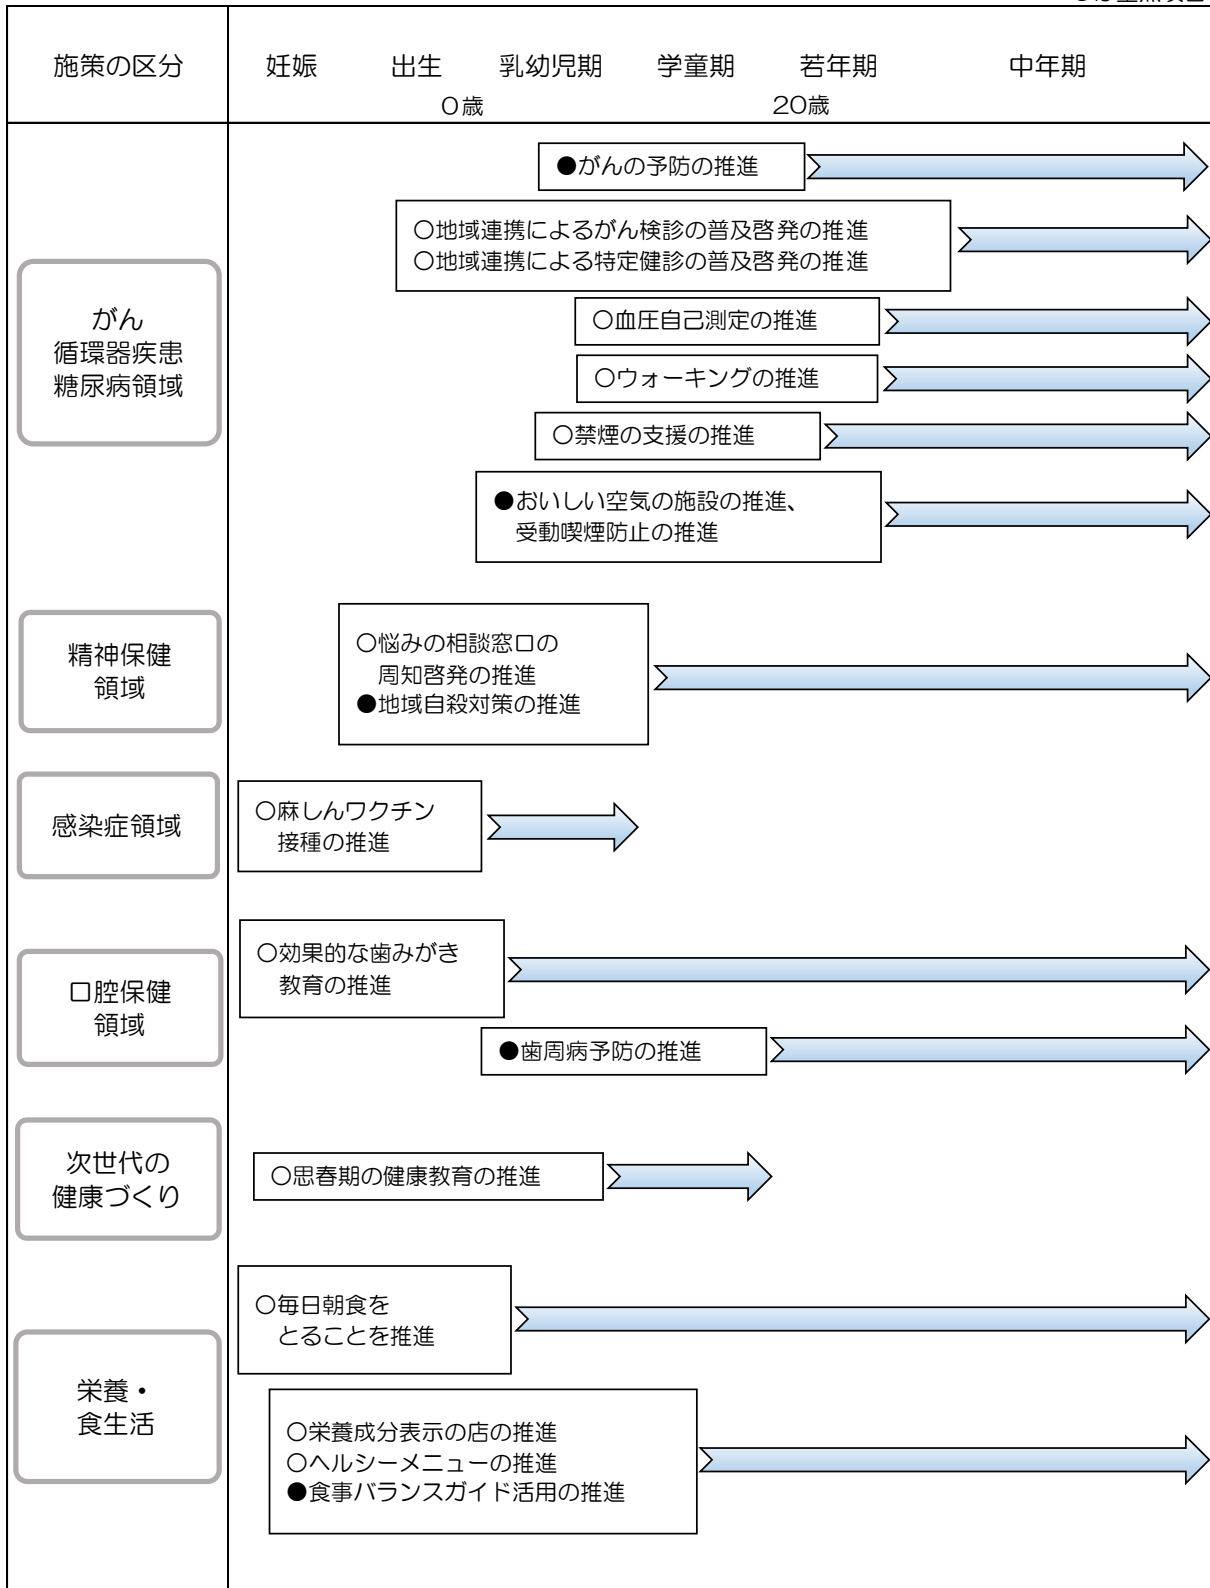 施策の区分
妊娠 出生 乳幼児期 学童期 若年期 中年期
0歳 20歳
がん
循環器疾患
糖尿病領域
●がんの予防の推進
○地域連携によるがん検診の普及啓発の推進
○地域連携による特定健診の普及啓発の推進
○血圧自己測定の推進
○ウォーキングの推進
○禁煙の支援の推進
●おいしい空気の施設の推進、
受動喫煙防止の推進
精神保健
領域
○悩みの相談窓口の
周知啓発の推進
●地域自殺対策の推進
感染症領域
○麻しんワクチン
接種の推進
口腔保健
領域
○効果的な歯みがき
教育の推進
●歯周病予防の推進
次世代の
健康づくり
○思春期の健康教育の推進
栄養・
食生活
○毎日朝食を
とることを推進
○栄養成分表示の店の推進
○ヘルシーメニューの推進
●食事バランスガイド活用の推進